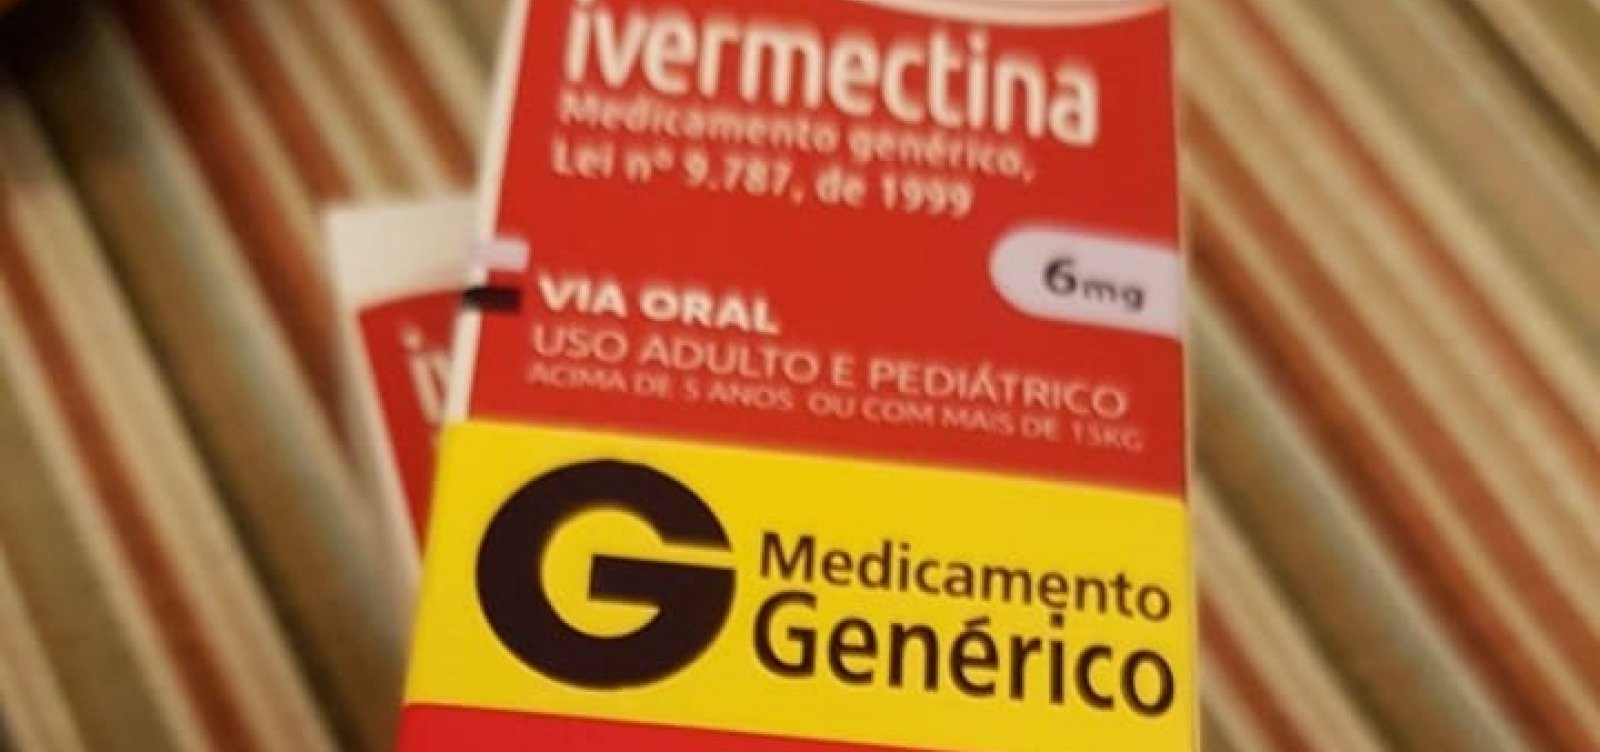 ivermectina
Medicamento genérico,
Lei nº 9.787, de 1999
6mg
VIA ORAL
USO ADULTO E PEDIÁTRICO
ACIMA DE 5 ANOS OU COM MAIS DE 15KG
iv
G Medicamento
Genérico